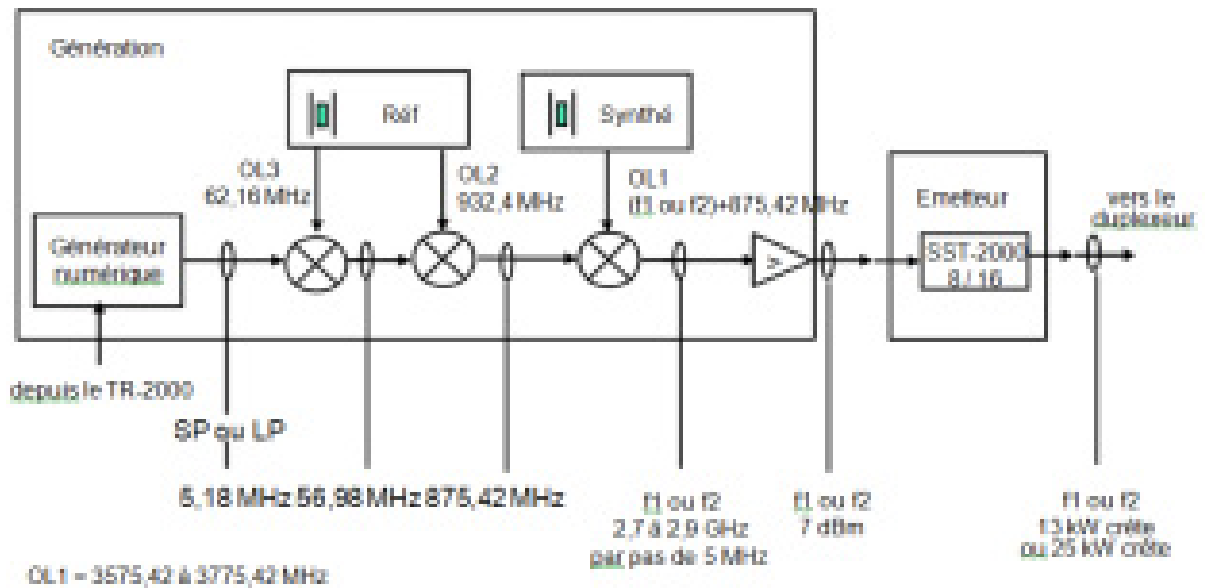 Génération
Réf
Synthé
OL3
62,16 MHz
OL2
932,4 MHz
OL1
(f1 ou f2)+875,42 MHz
Emetteur
vers le
duplexeur
Générateur
numérique
>
SST-2000
8 / 16
depuis le TR-2000
SP ou LP
5,18 MHz
56,98 MHz
875,42 MHz
f1 ou f2
2,7 à 2,9 GHz
par pas de 5 MHz
f1 ou f2
7 dBm
f1 ou f2
13 kW crête
ou 25 kW crête
OL1 = 3575,42 à 3775,42 MHz